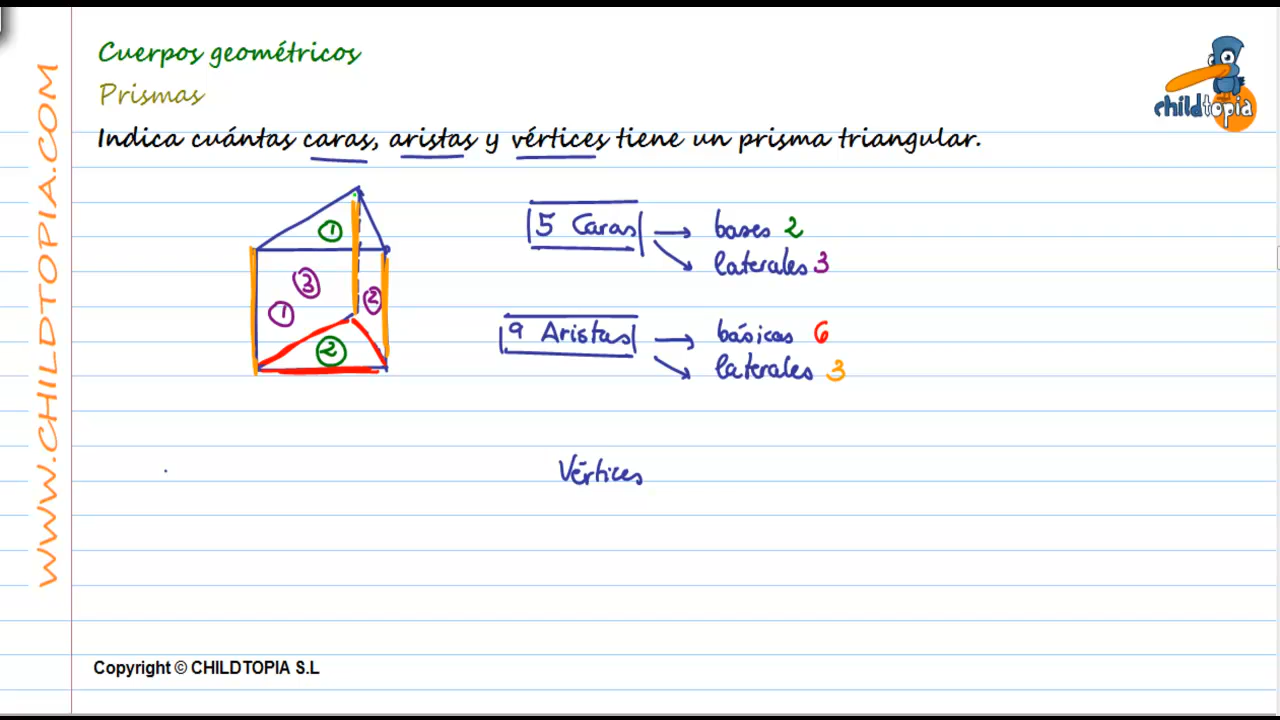 Cuerpos geométricos
Prismas
Indica cuántas caras, aristas y vértices tiene un prisma triangular.
childtopia
WWW.CHILDTOPIA.COM
1
3
1
2
2
5 Caras → bases 2
laterales 3
9 Aristas → básicas 6
laterales 3
Vértices
Copyright © CHILDTOPIA S.L